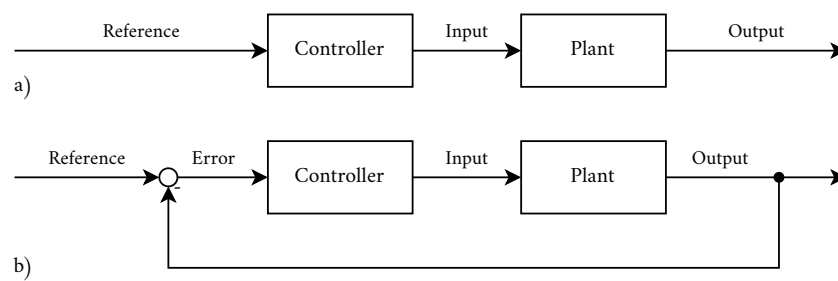 Reference
Controller
Input
Plant
Output
a)
Reference
Error
Controller
Input
Plant
Output
-
b)